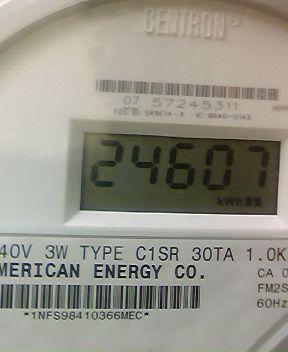 CENTRON®
07 57245311
24607
kWh
40V 3W TYPE C1SR 30TA 1.0K
MERICAN ENERGY CO.
CA 0
FM2S
60Hz
*1NFS98410366MEC*